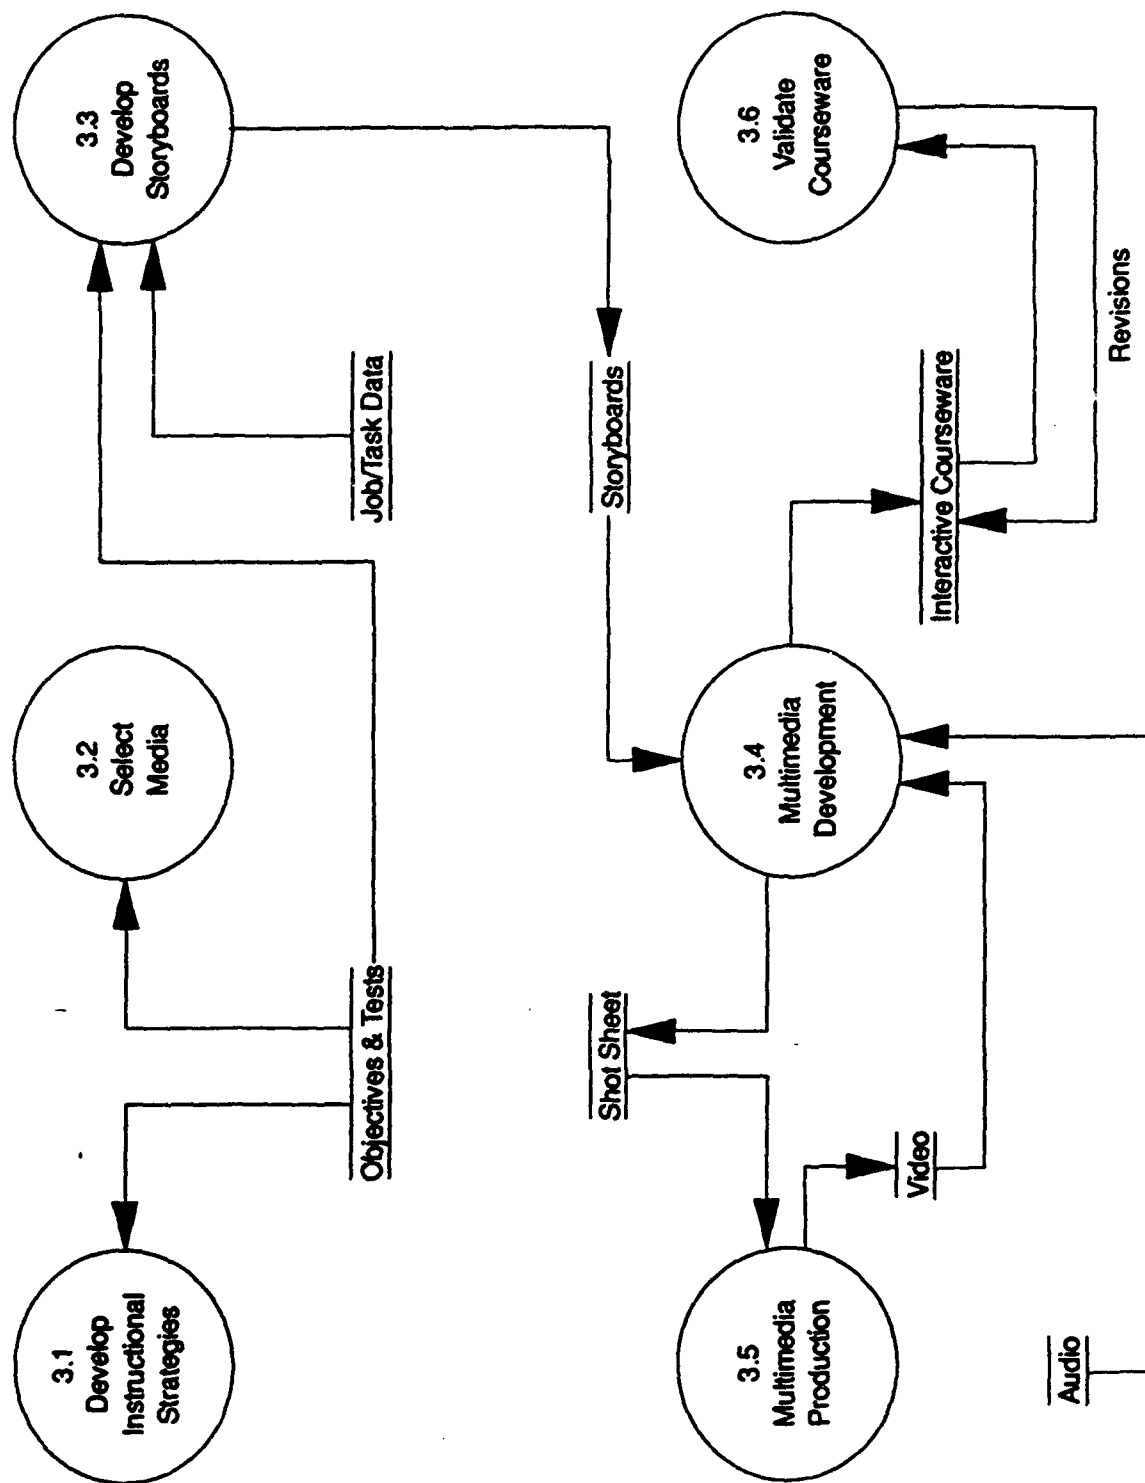 3.1
Develop
Instructional
Strategies
3.2
Select
Media
3.3
Develop
Storyboards
Objectives & Tests
Job/Task Data
Shot Sheet
Storyboards
3.5
Multimedia
Production
3.4
Multimedia
Development
3.6
Validate
Courseware
Video
Interactive Courseware
Audio
Revisions